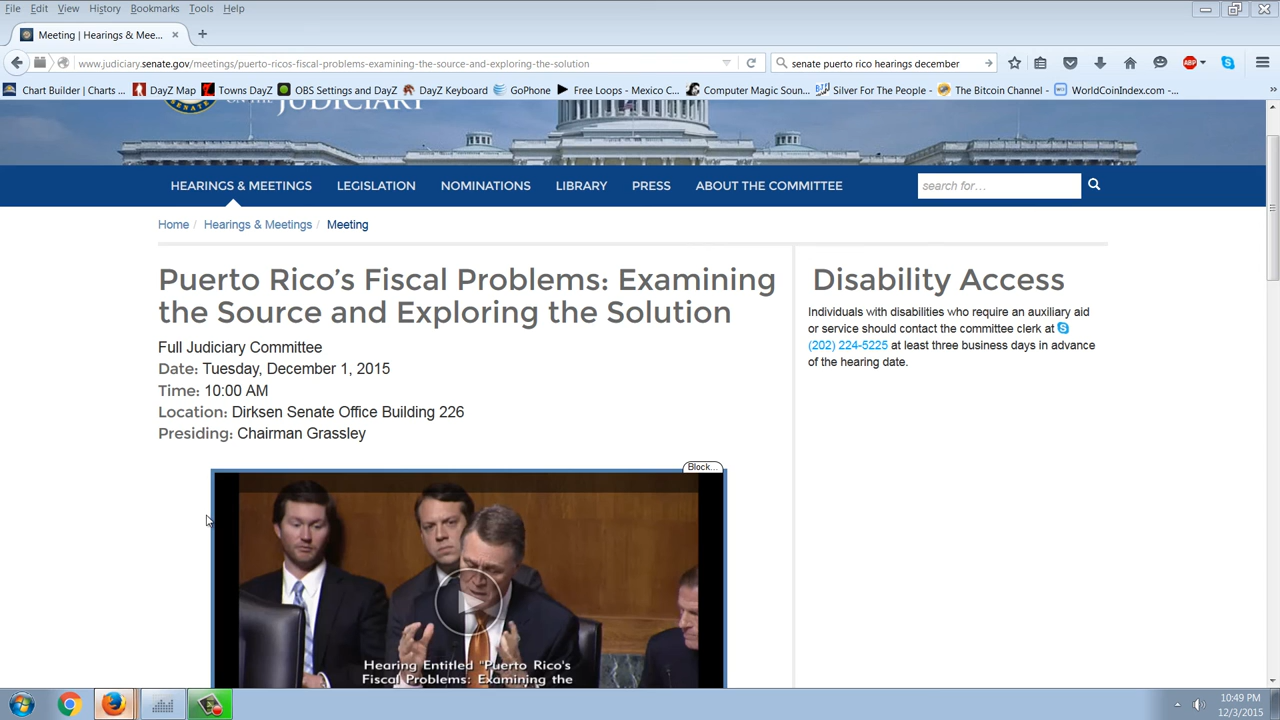 File Edit View History Bookmarks Tools Help
Meeting | Hearings & Mee...
www.judiciary.senate.gov/meetings/puerto-ricos-fiscal-problems-examining-the-source-and-exploring-the-solution
senate puerto rico hearings december
ABP
Chart Builder | Charts ... DayZ Map Towns DayZ OBS Settings and DayZ DayZ Keyboard GoPhone Free Loops - Mexico C... Computer Magic Soun... Silver For The People - The Bitcoin Channel - WorldCoinIndex.com -...
SENATE
JUDICIARY
HEARINGS & MEETINGS LEGISLATION NOMINATIONS LIBRARY PRESS ABOUT THE COMMITTEE search for...
Home / Hearings & Meetings / Meeting
Puerto Rico's Fiscal Problems: Examining
the Source and Exploring the Solution
Full Judiciary Committee
Date: Tuesday, December 1, 2015
Time: 10:00 AM
Location: Dirksen Senate Office Building 226
Presiding: Chairman Grassley
Disability Access
Individuals with disabilities who require an auxiliary aid
or service should contact the committee clerk at
(202) 224-5225 at least three business days in advance
of the hearing date.
Block...
Hearing Entitled "Puerto Rico's
Fiscal Problems: Examining the
10:49 PM
12/3/2015